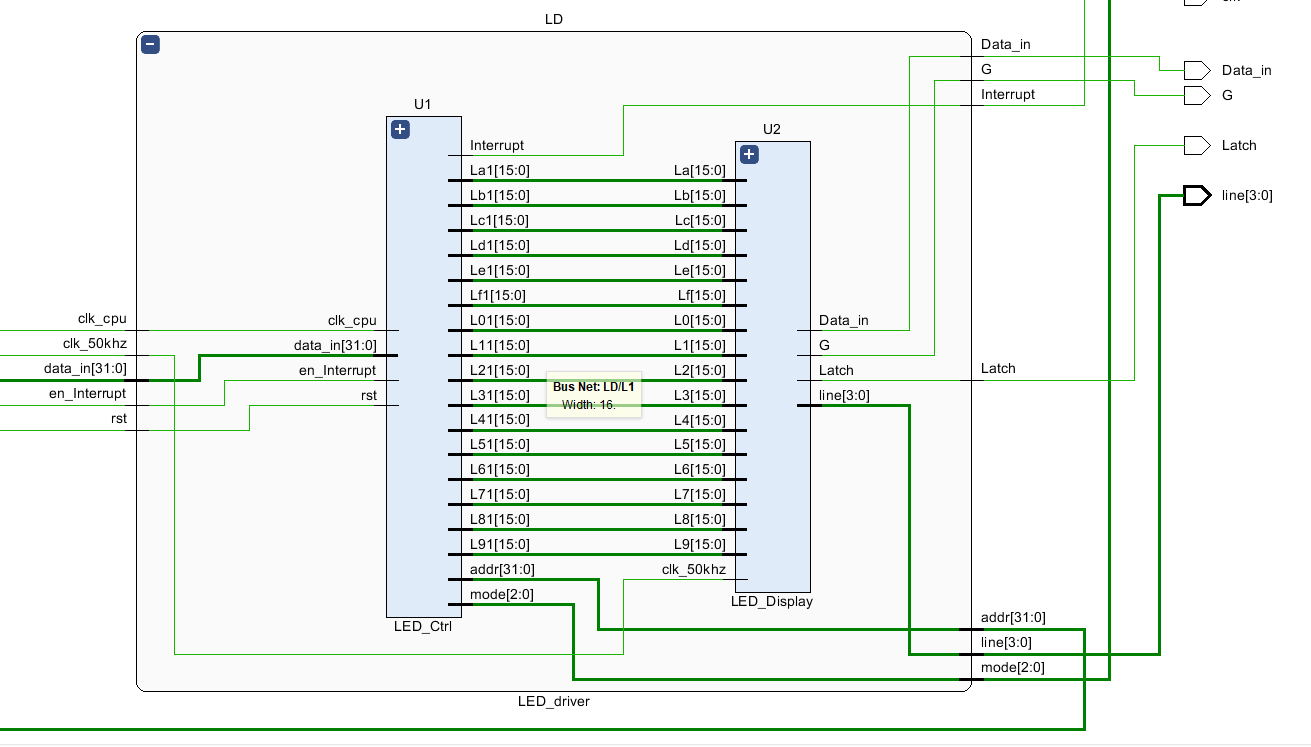 LD
Data_in
G
Interrupt
Data_in
G
Latch
line[3:0]
U1
Interrupt
La1[15:0]
Lb1[15:0]
Lc1[15:0]
Ld1[15:0]
Le1[15:0]
Lf1[15:0]
L01[15:0]
L11[15:0]
L21[15:0]
L31[15:0]
L41[15:0]
L51[15:0]
L61[15:0]
L71[15:0]
L81[15:0]
L91[15:0]
addr[31:0]
mode[2:0]
LED_Ctrl
U2
La[15:0]
Lb[15:0]
Lc[15:0]
Ld[15:0]
Le[15:0]
Lf[15:0]
L0[15:0]
L1[15:0]
L2[15:0]
L3[15:0]
L4[15:0]
L5[15:0]
L6[15:0]
L7[15:0]
L8[15:0]
L9[15:0]
clk_50khz
LED_Display
Bus Net: LD/L1
Width: 16.
clk_cpu
clk_50khz
data_in[31:0]
en_Interrupt
rst
clk_cpu
data_in[31:0]
en_Interrupt
rst
Data_in
G
Latch
line[3:0]
Latch
addr[31:0]
line[3:0]
mode[2:0]
LED_driver